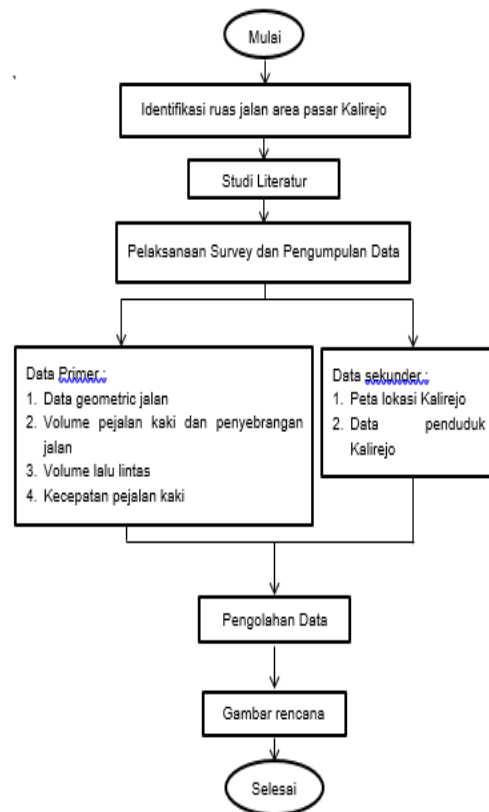 Mulai
Identifikasi ruas jalan area pasar Kalirejo
Studi Literatur
Pelaksanaan Survey dan Pengumpulan Data
Data Primer :
1. Data geometric jalan
2. Volume pejalan kaki dan penyebrangan
jalan
3. Volume lalu lintas
4. Kecepatan pejalan kaki
Data sekunder :
1. Peta lokasi Kalirejo
2. Data penduduk
Kalirejo
Pengolahan Data
Gambar rencana
Selesai